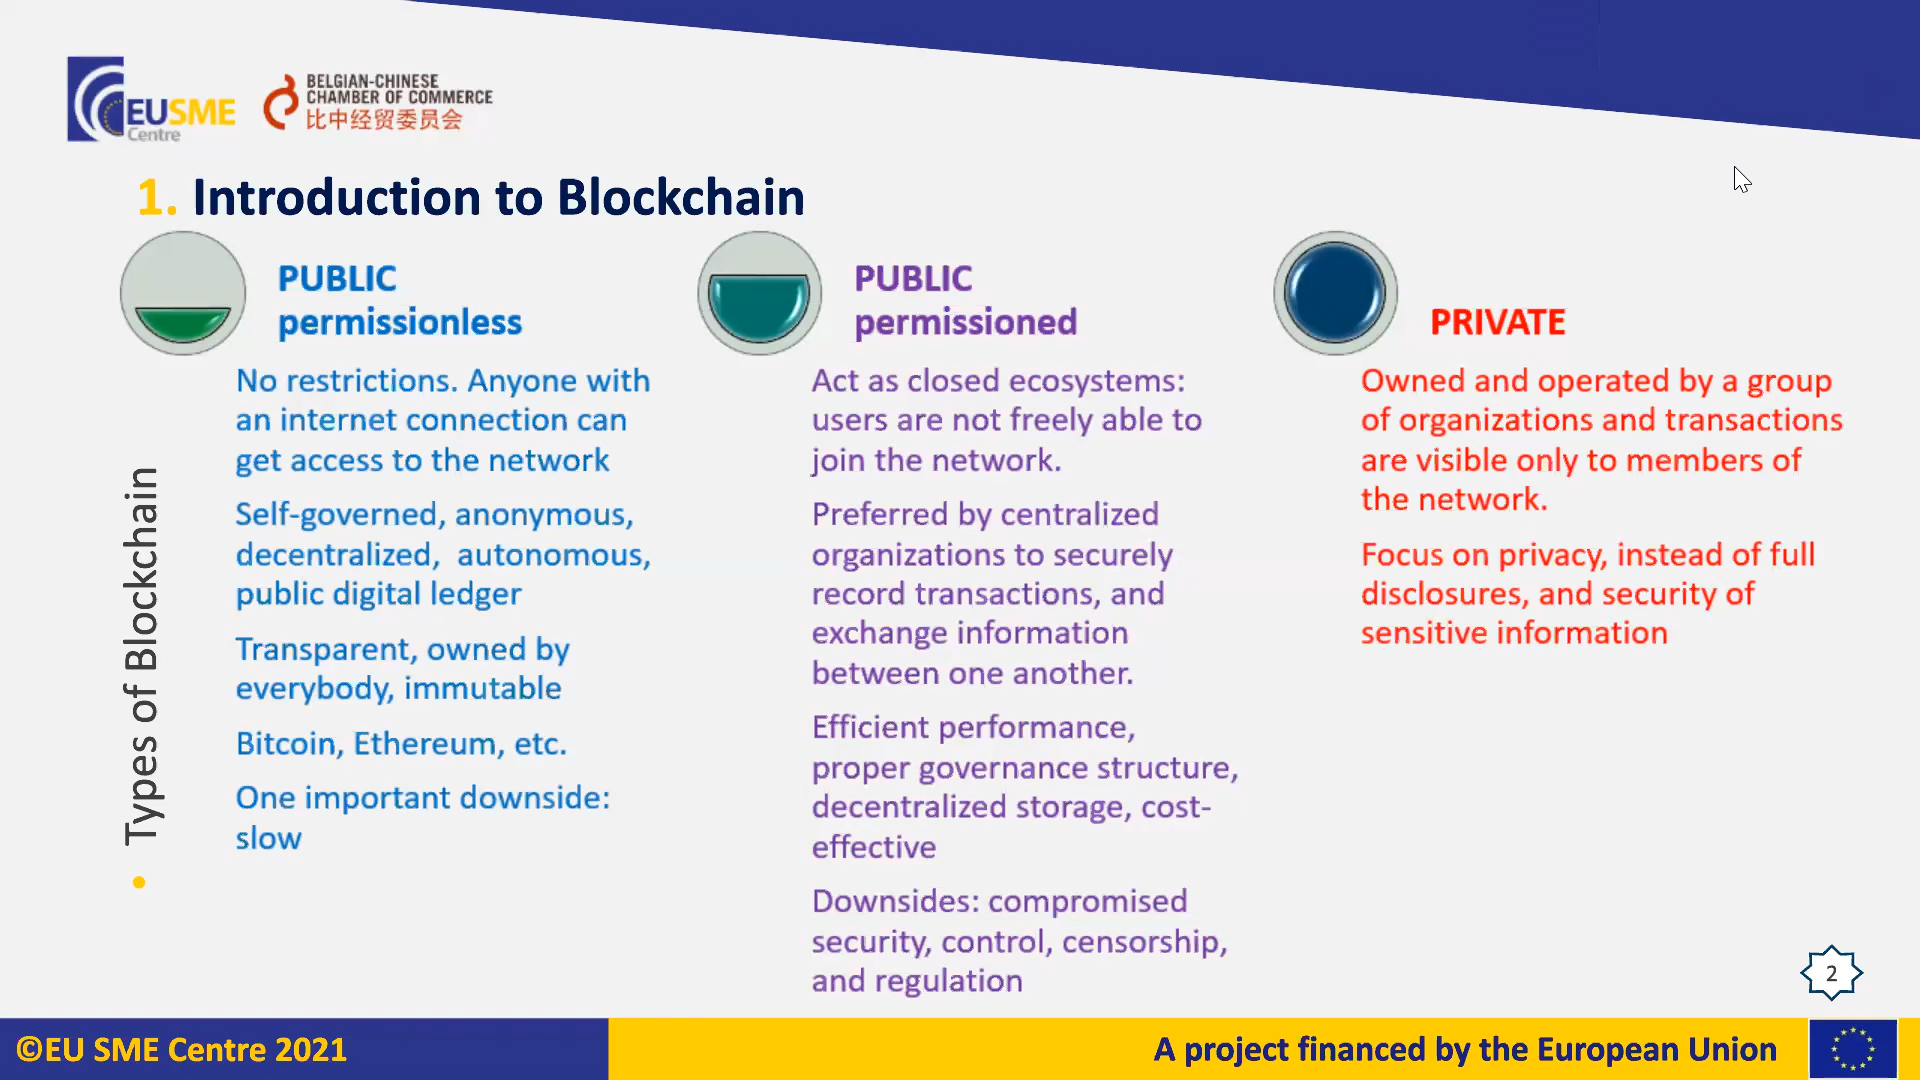 EUSME
Centre
BELGIAN-CHINESE
CHAMBER OF COMMERCE
比中经贸委员会
1. Introduction to Blockchain
• Types of Blockchain
PUBLIC
permissionless
No restrictions. Anyone with
an internet connection can
get access to the network
Self-governed, anonymous,
decentralized,  autonomous,
public digital ledger
Transparent, owned by
everybody, immutable
Bitcoin, Ethereum, etc.
One important downside:
slow
PUBLIC
permissioned
Act as closed ecosystems:
users are not freely able to
join the network.
Preferred by centralized
organizations to securely
record transactions, and
exchange information
between one another.
Efficient performance,
proper governance structure,
decentralized storage, cost-
effective
Downsides: compromised
security, control, censorship,
and regulation
PRIVATE
Owned and operated by a group
of organizations and transactions
are visible only to members of
the network.
Focus on privacy, instead of full
disclosures, and security of
sensitive information
2
©EU SME Centre 2021
A project financed by the European Union